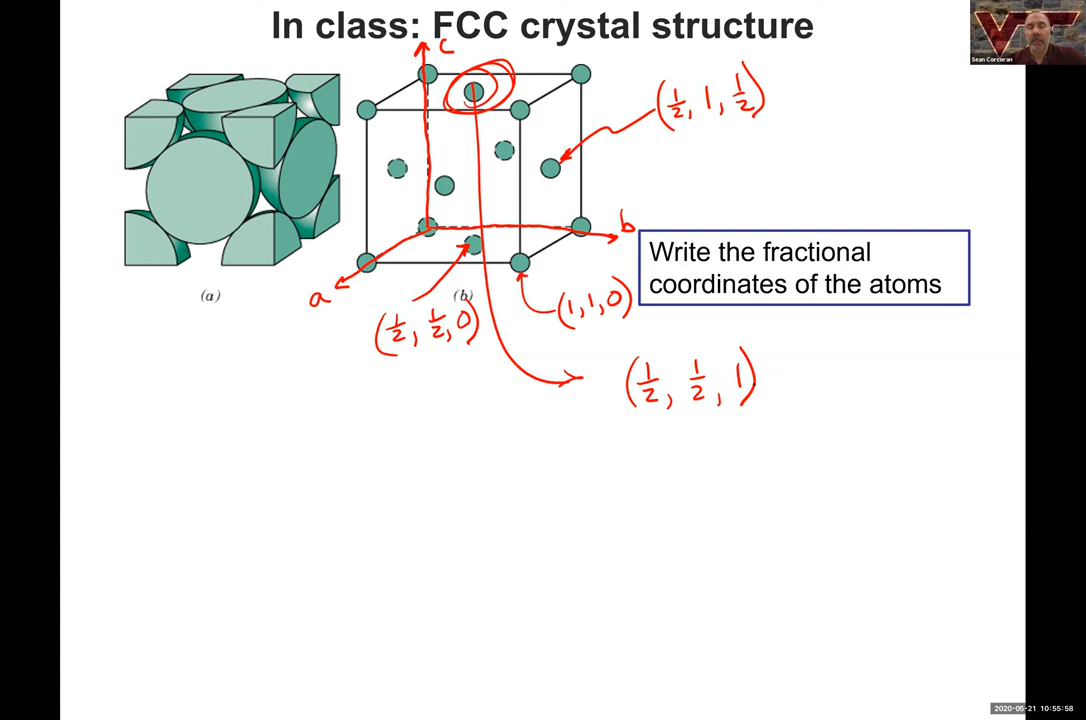 In class: FCC crystal structure
Sean Corcoran
c
(1/2, 1, 1/2)
b
Write the fractional
coordinates of the atoms
a
(a)
(b)
(1/2, 1/2, 0)
(1,1,0)
(1/2, 1/2, 1)
2020-05-21 10:55:58